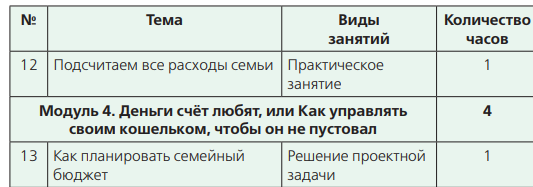 № Тема Виды занятий Количество часов
12 Подсчитаем все расходы семьи Практическое занятие 1
Модуль 4. Деньги счёт любят, или Как управлять
своим кошельком, чтобы он не пустовал 4
13 Как планировать семейный бюджет Решение проектной задачи 1